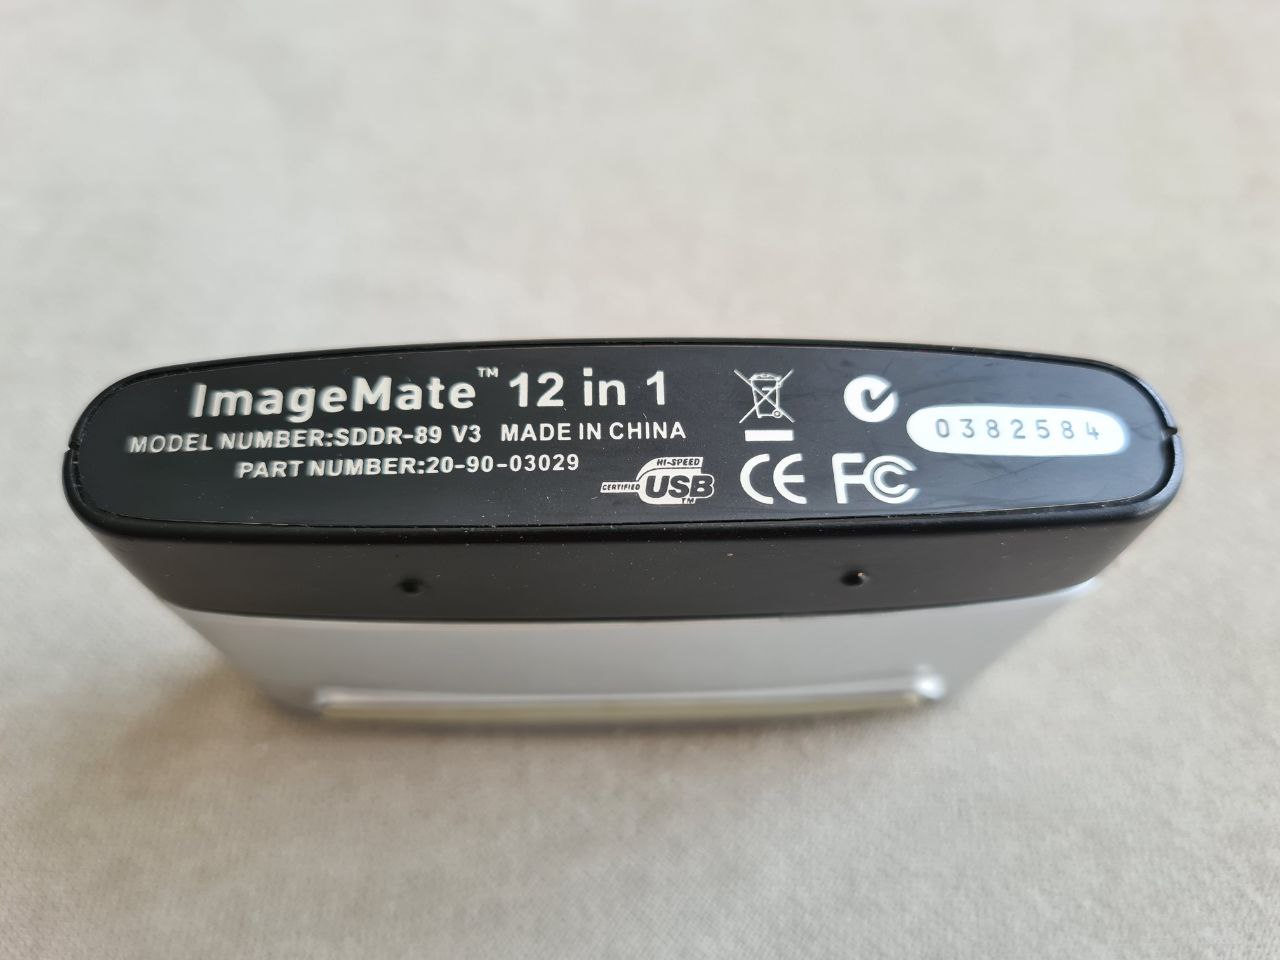 ImageMate™ 12 in 1
MODEL NUMBER:SDDR-89 V3 MADE IN CHINA
PART NUMBER:20-90-03029
HI-SPEED
CERTIFIED USB™
CE FC
0382584